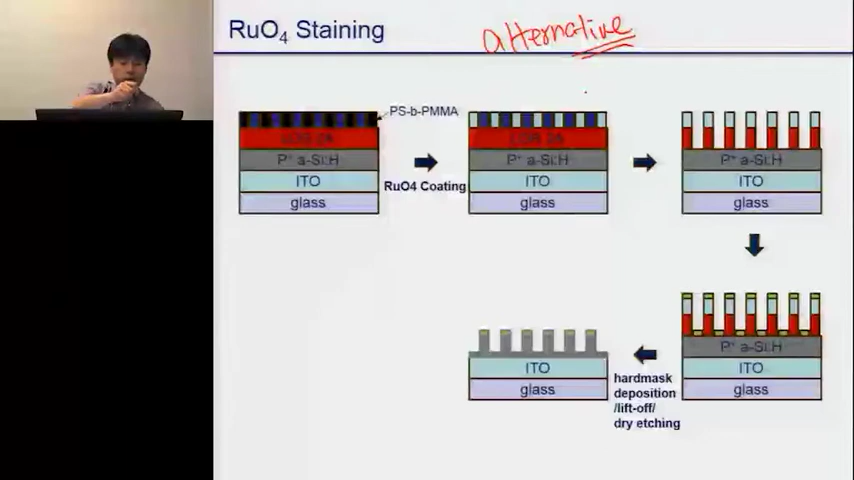 RuO4 Staining
alternative
PS-b-PMMA
P+ a-Si:H
ITO
glass
RuO4 Coating
P+ a-Si:H
ITO
glass
P+ a-Si:H
ITO
glass
P+ a-Si:H
ITO
glass
hardmask
deposition
/lift-off/
dry etching
ITO
glass